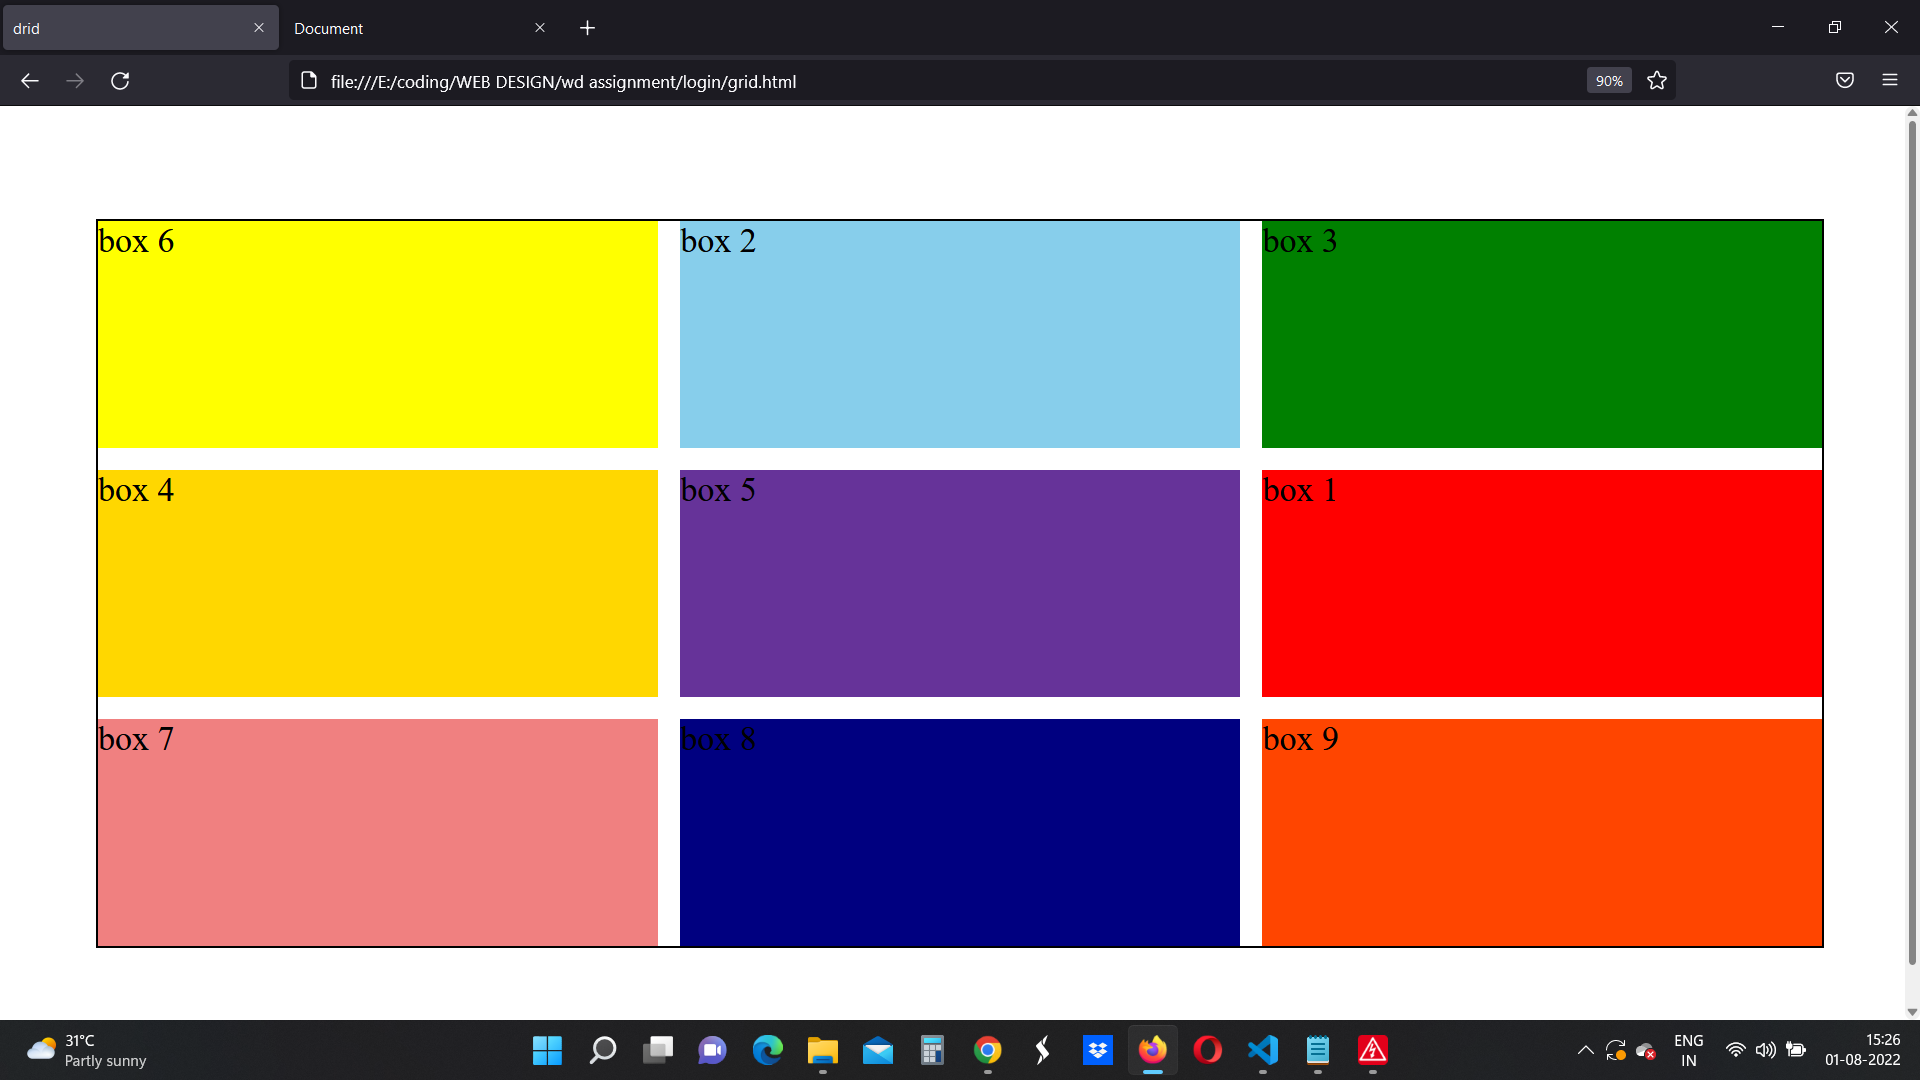 drid
Document
file:///E:/coding/WEB DESIGN/wd assignment/login/grid.html
90%
box 6
box 2
box 3
box 4
box 5
box 1
box 7
box 8
box 9
31°C
Partly sunny
ENG
IN
15:26
01-08-2022